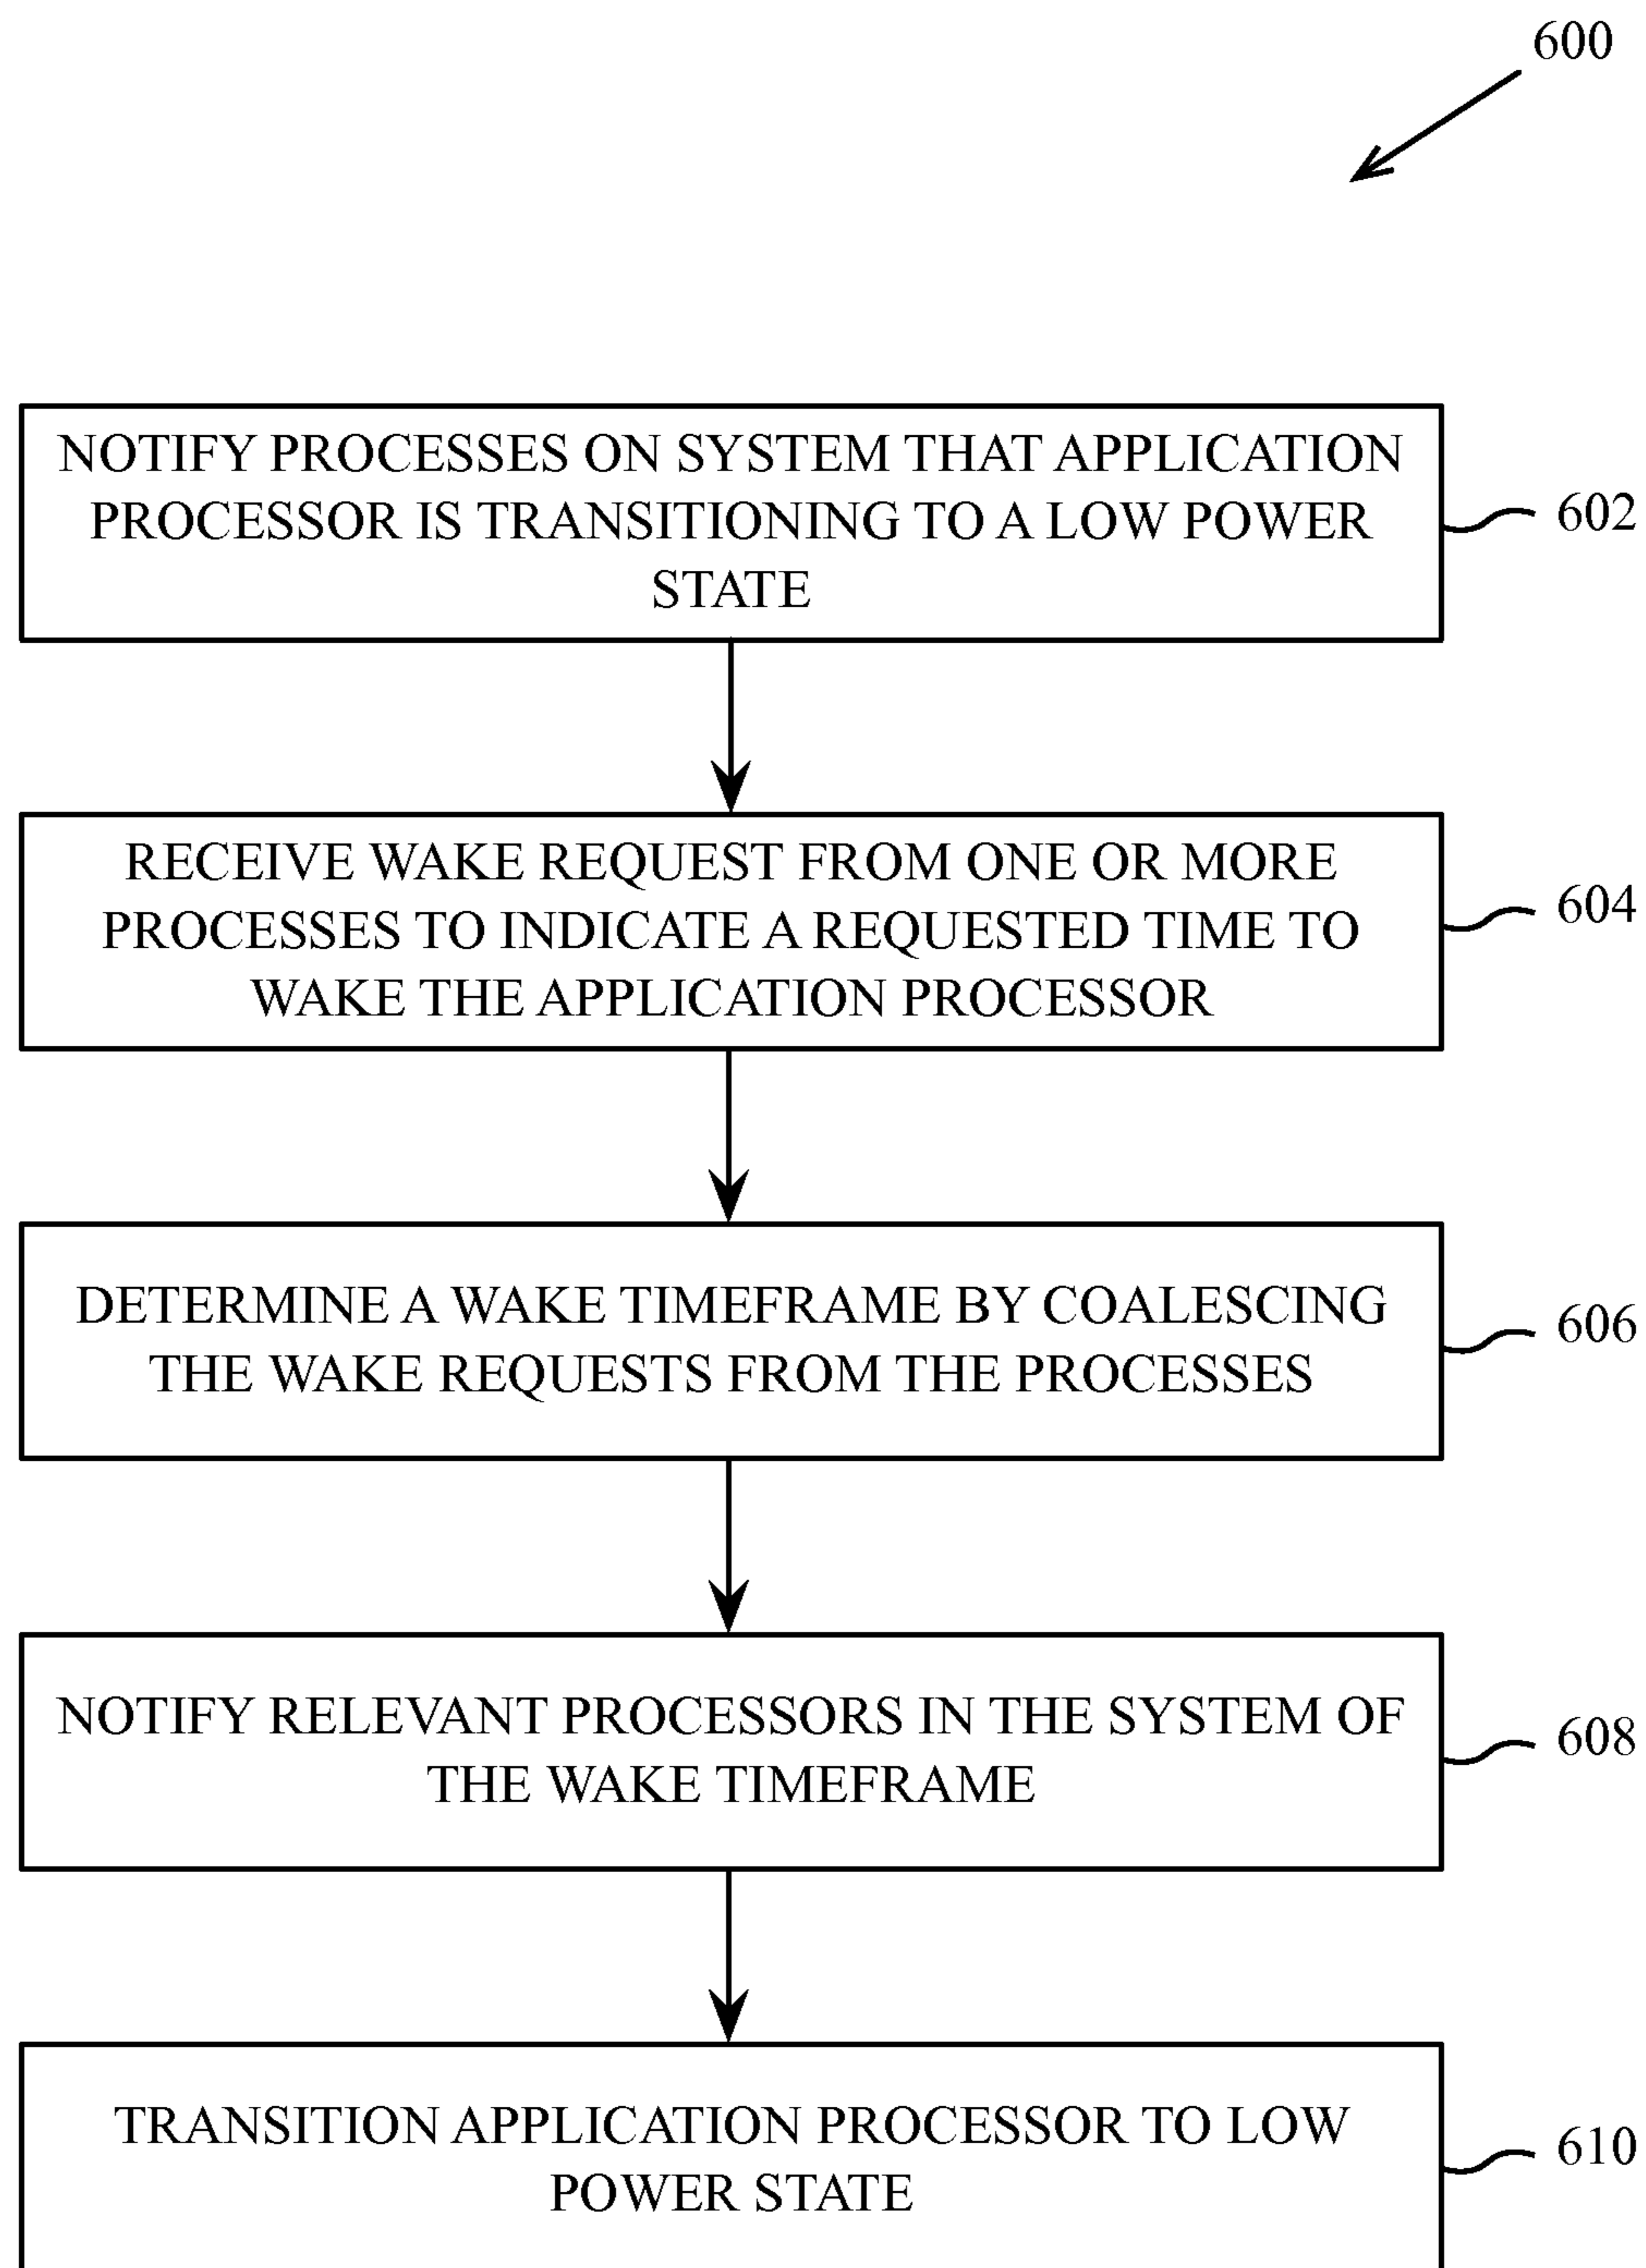 600
NOTIFY PROCESSES ON SYSTEM THAT APPLICATION
PROCESSOR IS TRANSITIONING TO A LOW POWER
STATE
602
RECEIVE WAKE REQUEST FROM ONE OR MORE
PROCESSES TO INDICATE A REQUESTED TIME TO
WAKE THE APPLICATION PROCESSOR
604
DETERMINE A WAKE TIMEFRAME BY COALESCING
THE WAKE REQUESTS FROM THE PROCESSES
606
NOTIFY RELEVANT PROCESSORS IN THE SYSTEM OF
THE WAKE TIMEFRAME
608
TRANSITION APPLICATION PROCESSOR TO LOW
POWER STATE
610